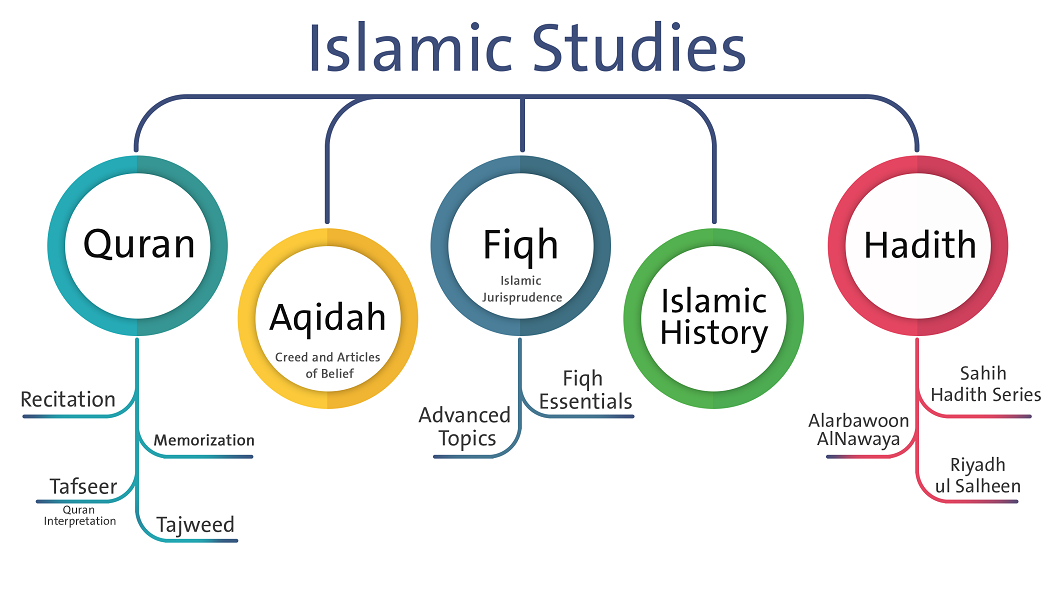 Islamic Studies
Quran
Recitation
Memorization
Tafseer
Quran
Interpretation
Tajweed
Aqidah
Creed and Articles
of Belief
Fiqh
Islamic
Jurisprudence
Fiqh
Essentials
Advanced
Topics
Islamic
History
Hadith
Sahih
Hadith Series
Alarbawoon
AlNawaya
Riyadh
ul Salheen